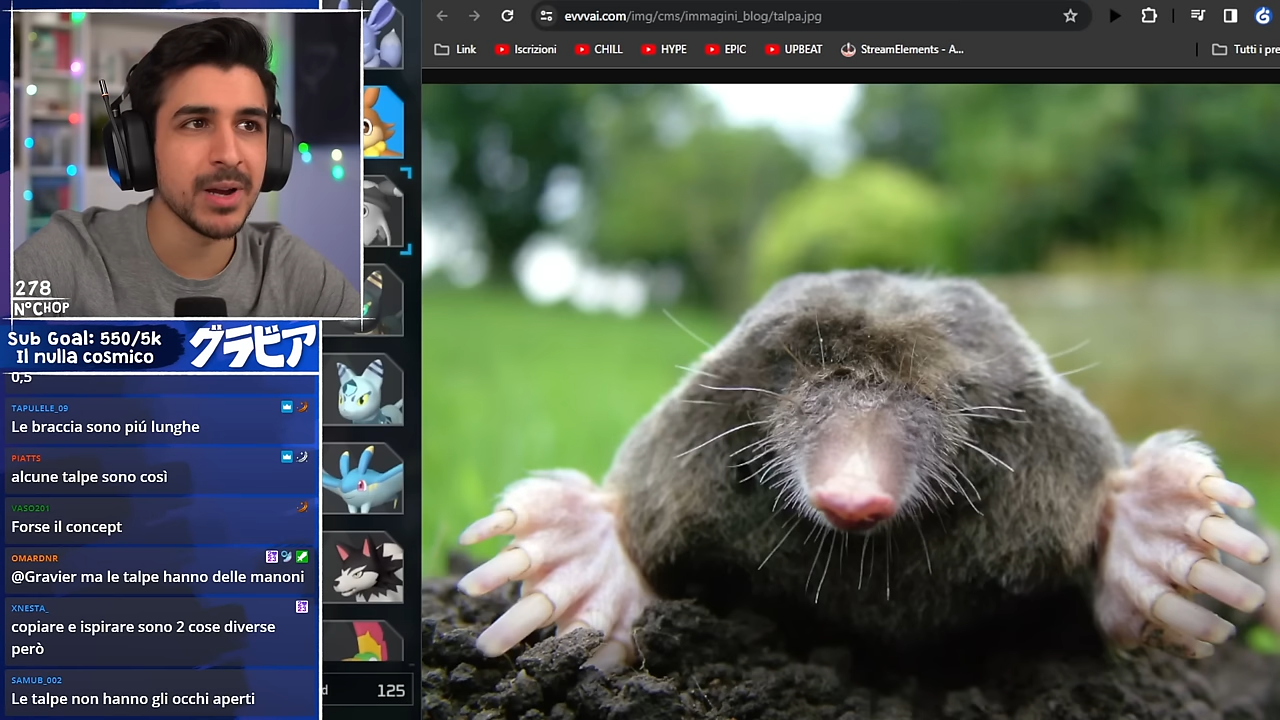 evvvai.com/img/cms/immagini_blog/talpa.jpg
Link
Iscrizioni
CHILL
HYPE
EPIC
UPBEAT
StreamElements - A...
Tutti i pre
278
N°CHOP
Sub Goal: 550/5k
Il nulla cosmico
グラビア
0,5
TAPULELE_09
Le braccia sono piú lunghe
PIATTS
alcune talpe sono così
VASO201
Forse il concept
OMARDNR
@Gravier ma le talpe hanno delle manoni
XNESTA_
copiare e ispirare sono 2 cose diverse
però
SAMUB_002
Le talpe non hanno gli occhi aperti
d
125